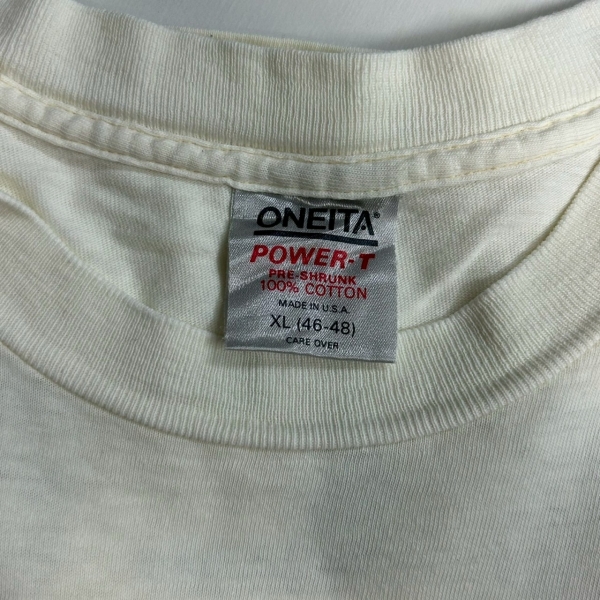 ONEITA®
POWER-T
PRE-SHRUNK
100% COTTON
MADE IN U.S.A.
XL (46-48)
CARE OVER